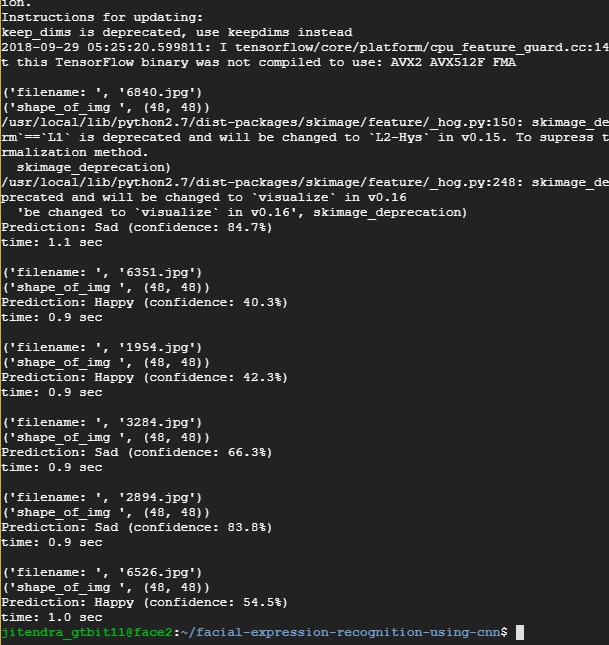 ion.
Instructions for updating:
keep_dims is deprecated, use keepdims instead
2018-09-29 05:25:20.599811: I tensorflow/core/platform/cpu_feature_guard.cc:14
t this TensorFlow binary was not compiled to use: AVX2 AVX512F FMA
('filename: ', '6840.jpg')
('shape_of_img ', (48, 48))
/usr/local/lib/python2.7/dist-packages/skimage/feature/_hog.py:150: skimage_de
rm`==`L1` is deprecated and will be changed to `L2-Hys` in v0.15. To supress t
rmalization method.
skimage_deprecation)
/usr/local/lib/python2.7/dist-packages/skimage/feature/_hog.py:248: skimage_de
precated and will be changed to `visualize` in v0.16
'be changed to `visualize` in v0.16', skimage_deprecation)
Prediction: Sad (confidence: 84.7%)
time: 1.1 sec
('filename: ', '6351.jpg')
('shape_of_img ', (48, 48))
Prediction: Happy (confidence: 40.3%)
time: 0.9 sec
('filename: ', '1954.jpg')
('shape_of_img ', (48, 48))
Prediction: Happy (confidence: 42.3%)
time: 0.9 sec
('filename: ', '3284.jpg')
('shape_of_img ', (48, 48))
Prediction: Sad (confidence: 66.3%)
time: 0.9 sec
('filename: ', '2894.jpg')
('shape_of_img ', (48, 48))
Prediction: Sad (confidence: 83.8%)
time: 0.9 sec
('filename: ', '6526.jpg')
('shape_of_img ', (48, 48))
Prediction: Happy (confidence: 54.5%)
time: 1.0 sec
jitendra_gtbit11@face2:~/facial-expression-recognition-using-cnn$